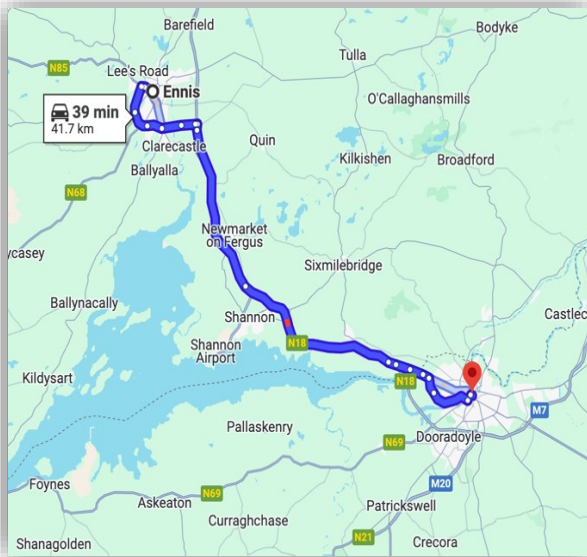 Barefield
Bodyke
N85
Lee's Road
Tulla
Ennis
O'Callaghansmills
39 min
41.7 km
Clarecastle
Quin
Kilkishen
Broadford
Ballyalla
N68
Newmarket
on Fergus
ycasey
Sixmilebridge
Ballynacally
Shannon
Castlec
N18
Shannon
Airport
Kildysart
N18
M7
Pallaskenry
Dooradoyle
N69
Foynes
M20
N69
Askeaton
Patrickswell
Curraghchase
N21
Crecora
Shanagolden